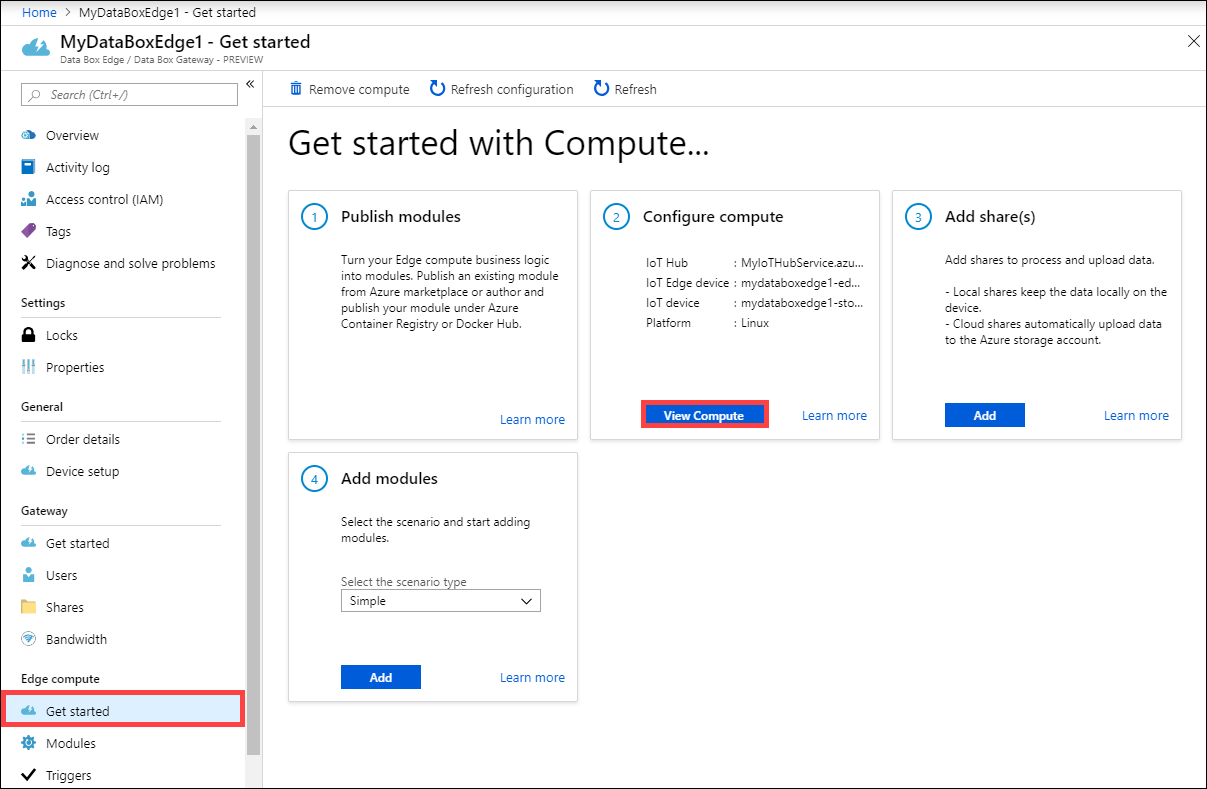 Home > MyDataBoxEdge1 - Get started
MyDataBoxEdge1 - Get started
Data Box Edge / Data Box Gateway - PREVIEW
Search (Ctrl+/)
«
Overview
Activity log
Access control (IAM)
Tags
Diagnose and solve problems
Settings
Locks
Properties
General
Order details
Device setup
Gateway
Get started
Users
Shares
Bandwidth
Edge compute
Get started
Modules
Triggers
Remove compute Refresh configuration Refresh
Get started with Compute...
1 Publish modules
Turn your Edge compute business logic
into modules. Publish an existing module
from Azure marketplace or author and
publish your module under Azure
Container Registry or Docker Hub.
Learn more
2 Configure compute
IoT Hub : MyIoTHubService.azu...
IoT Edge device : mydataboxedge1-ed...
IoT device : mydataboxedge1-sto...
Platform : Linux
View Compute Learn more
3 Add share(s)
Add shares to process and upload data.
- Local shares keep the data locally on the
device.
- Cloud shares automatically upload data
to the Azure storage account.
Add Learn more
4 Add modules
Select the scenario and start adding
modules.
Select the scenario type
Simple
Add Learn more